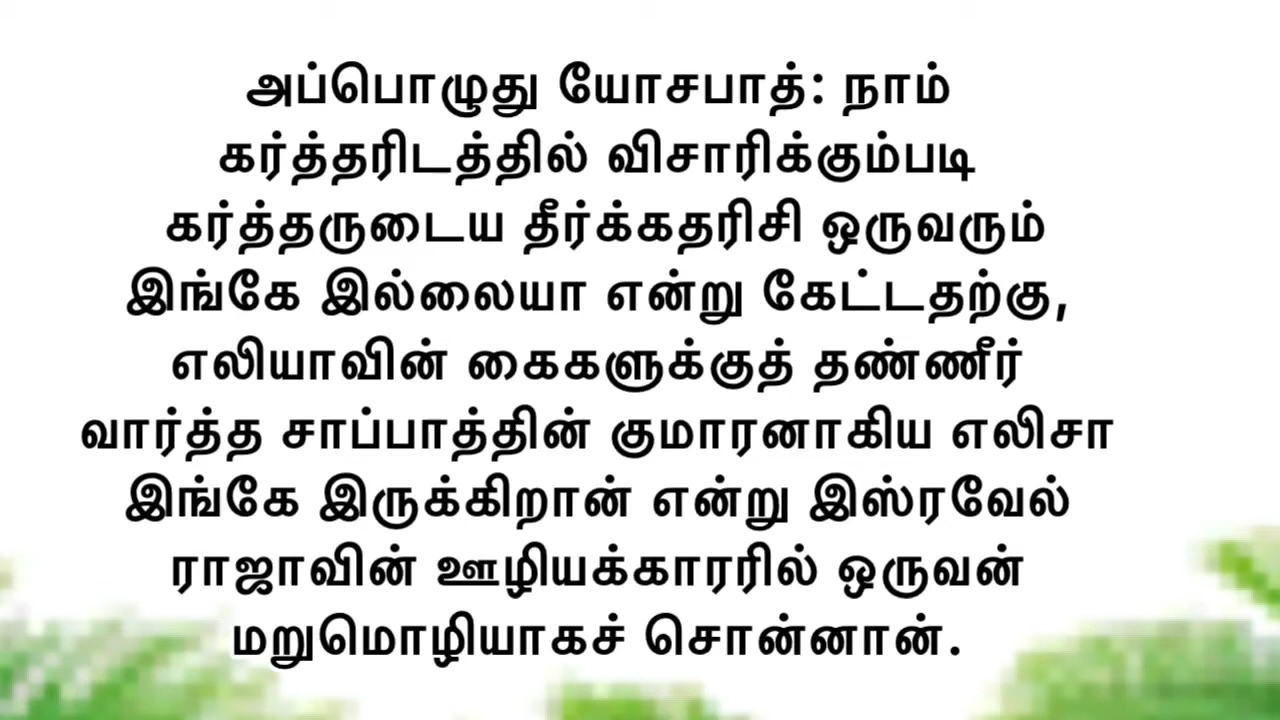 அப்பொழுது யோசபாத்: நாம்
கர்த்தரிடத்தில் விசாரிக்கும்படி
கர்த்தருடைய தீர்க்கதரிசி ஒருவரும்
இங்கே இல்லையா என்று கேட்டதற்கு,
எலியாவின் கைகளுக்குத் தண்ணீர்
வார்த்த சாப்பாத்தின் குமாரனாகிய எலிசா
இங்கே இருக்கிறான் என்று இஸ்ரவேல்
ராஜாவின் ஊழியக்காரரில் ஒருவன்
மறுமொழியாகச் சொன்னான்.